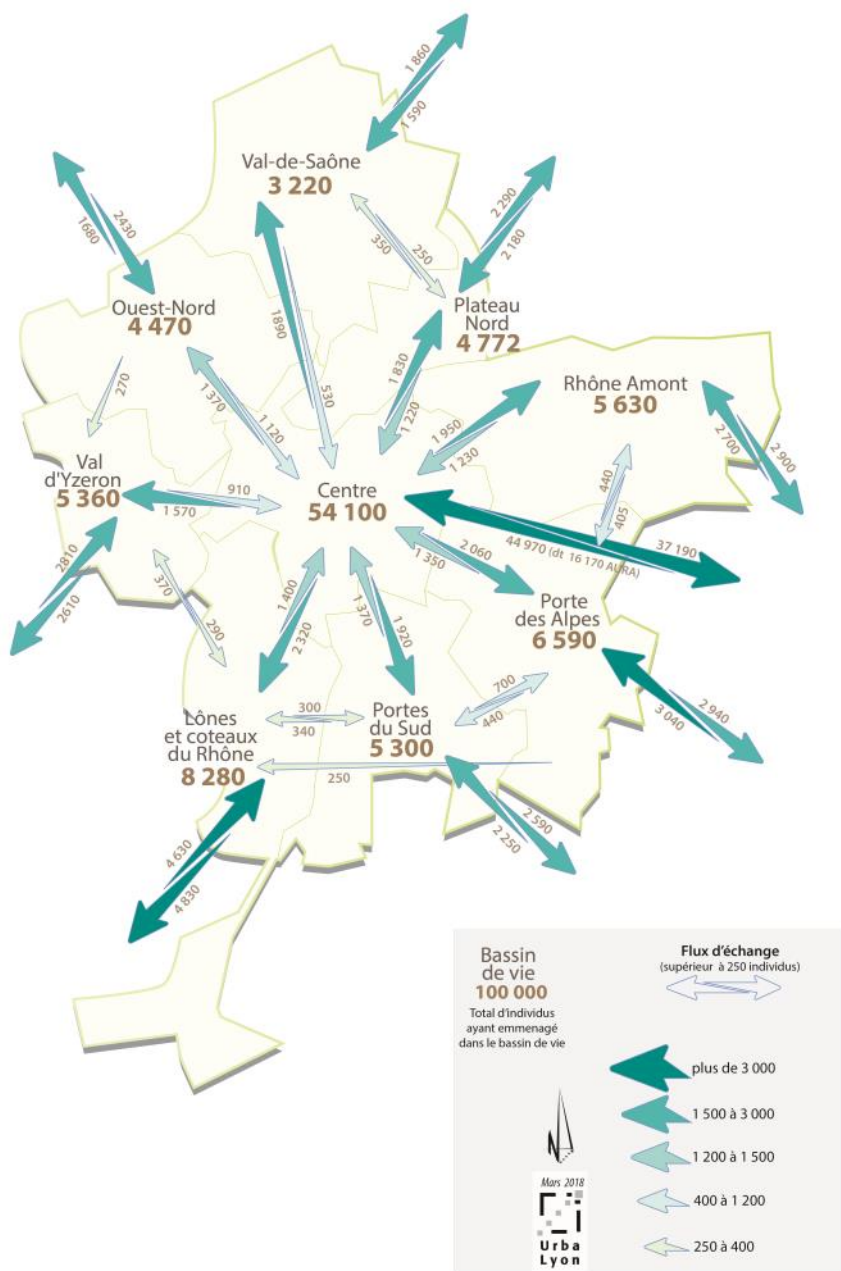 1 860
1 590
Val-de-Saône
3 220
2 290
2 180
2430
1680
350
250
Ouest-Nord
4 470
Plateau
Nord
4 772
1890
530
1 830
1 220
270
1 370
1 120
Rhône Amont
5 630
1 950
1 230
2 700
2 900
Val
d'Yzeron
5 360
910
1 570
Centre
54 100
440
405
44 970 (dt 16 170 AURA)
37 190
2810
2610
370
290
1 400
2 320
1 370
1 920
2 060
1 350
Porte
des Alpes
6 590
700
440
3 040
2 940
Lônes
et coteaux
du Rhône
8 280
300
340
Portes
du Sud
5 300
250
2 590
2 250
4 630
4 830
Bassin
de vie
100 000
Total d'individus
ayant emmenagé
dans le bassin de vie
Flux d'échange
(supérieur à 250 individus)
plus de 3 000
1 500 à 3 000
1 200 à 1 500
400 à 1 200
250 à 400
N
Mars 2018
Urba
Lyon